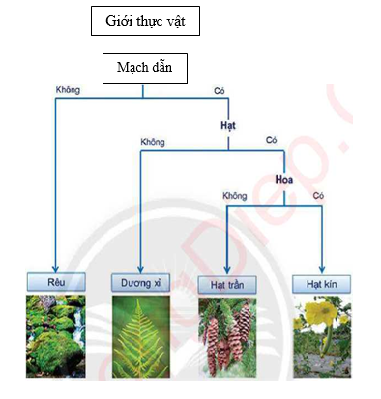 Giới thực vật
Mạch dẫn
Không
Có
Hạt
Không
Có
Hoa
Không
Có
Rêu
Dương xỉ
Hạt trần
Hạt kín